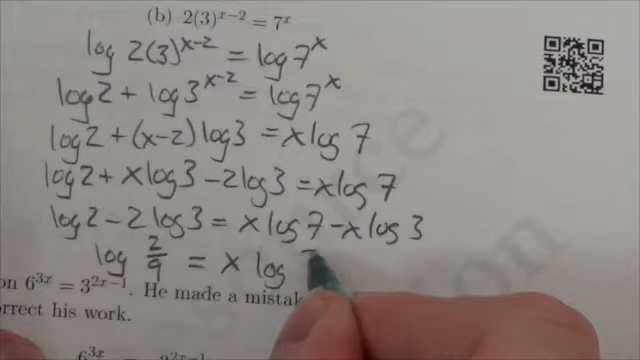 (b) 2(3)^{x−2} = 7^x
log 2(3)^{x-2} = log 7^x
log 2 + log 3^{x-2} = log 7^x
log 2 + (x-2) log 3 = x log 7
log 2 + x log 3 - 2 log 3 = x log 7
log 2 - 2 log 3 = x log 7 - x log 3
log 2/9 = x log
on 6^{3x} = 3^{2x−1}. He made a
rrect his work.
6^{3x}